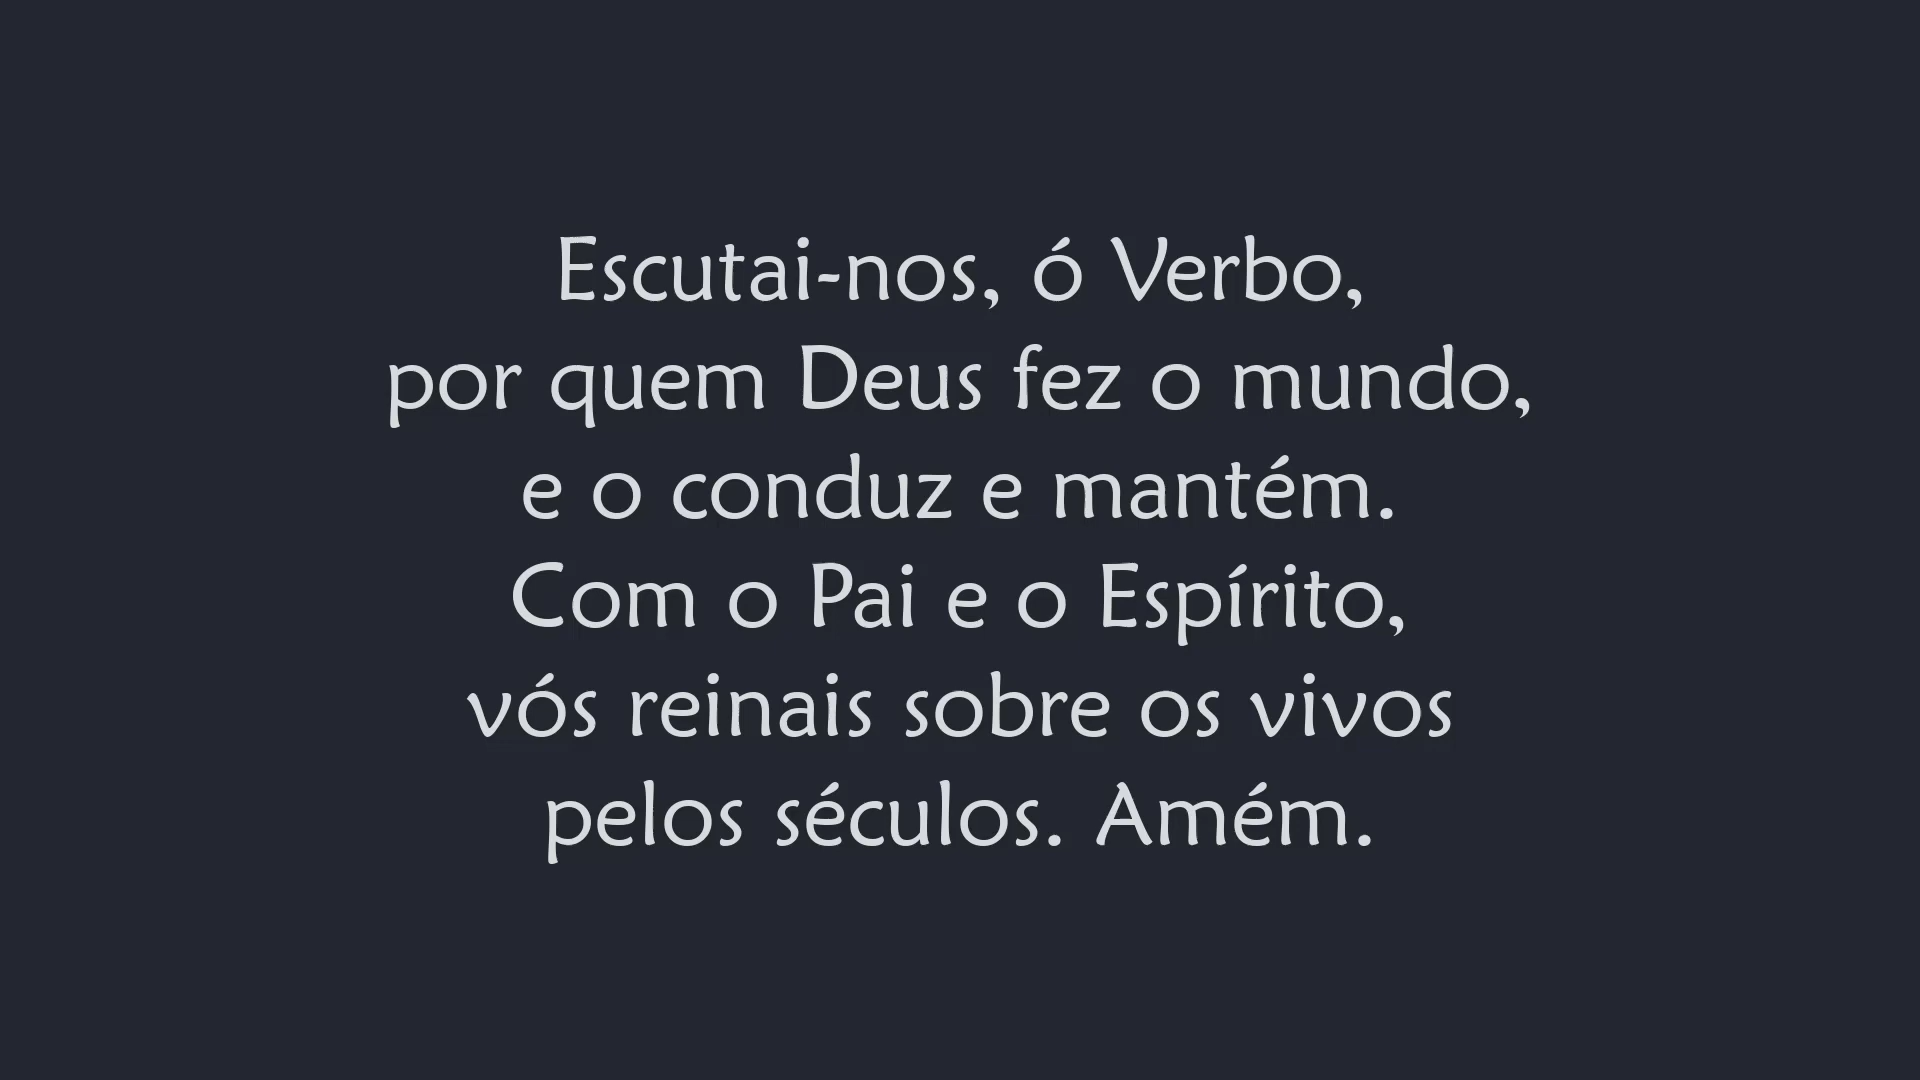 Escutai-nos, ó Verbo,
por quem Deus fez o mundo,
e o conduz e mantém.
Com o Pai e o Espírito,
vós reinais sobre os vivos
pelos séculos. Amém.